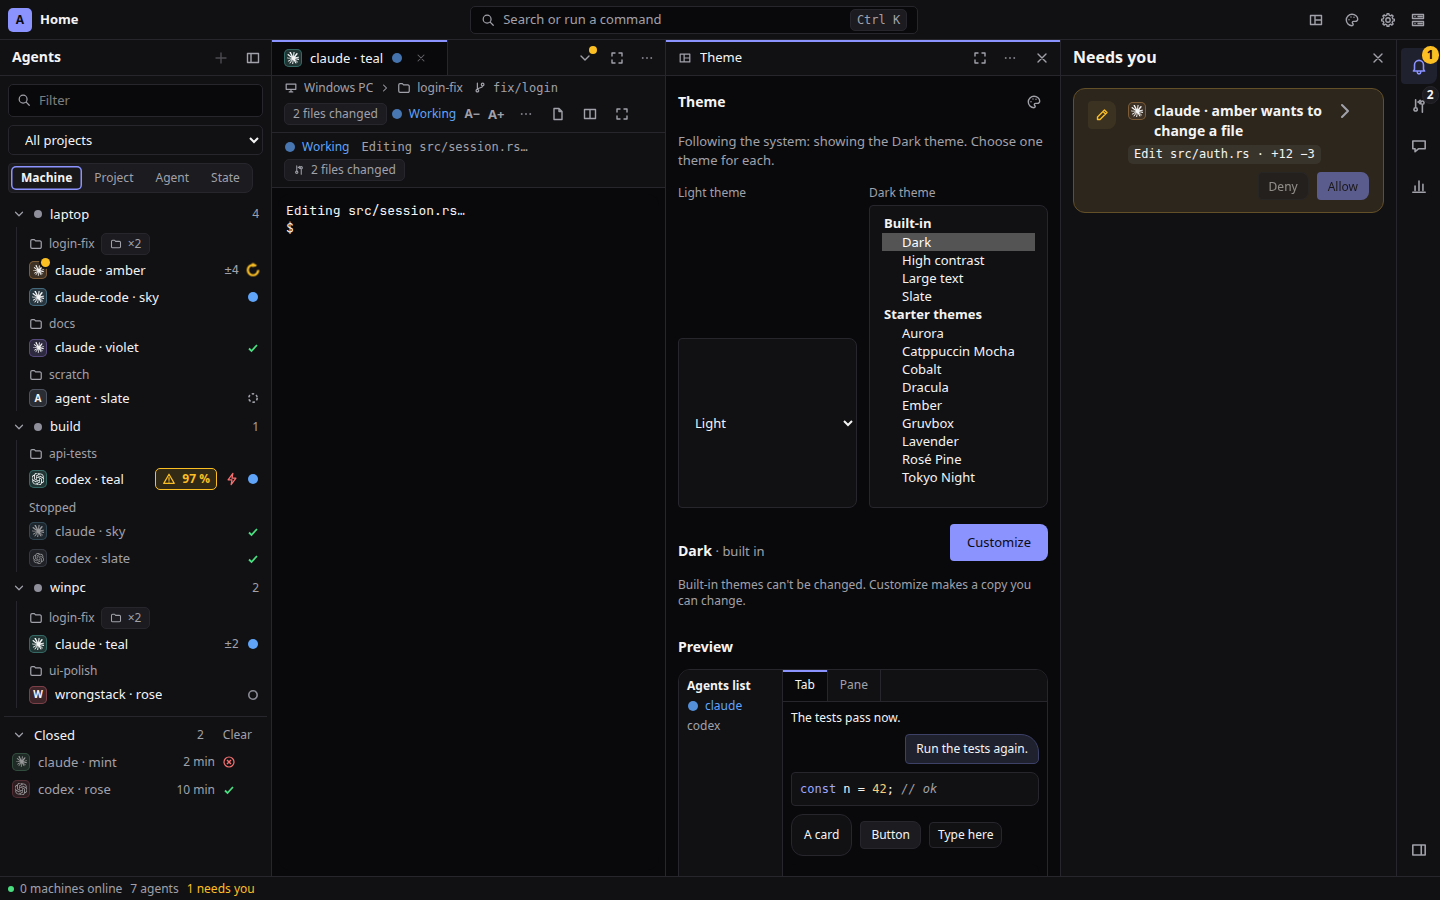 A Home
Search or run a command
Ctrl K
Agents
Filter
All projects
Machine Project Agent State
laptop 4
login-fix ×2
claude · amber ±4
claude-code · sky
docs
claude · violet
scratch
A agent · slate
build 1
api-tests
codex · teal 97 %
Stopped
claude · sky
codex · slate
winpc 2
login-fix ×2
claude · teal ±2
ui-polish
W wrongstack · rose
Closed 2 Clear
claude · mint 2 min
codex · rose 10 min
claude · teal
Windows PC login-fix fix/login
2 files changed Working A− A+
Working Editing src/session.rs…
2 files changed
Editing src/session.rs…
$
Theme
Theme
Following the system: showing the Dark theme. Choose one
theme for each.
Light theme
Light
Dark theme
Built-in
Dark
High contrast
Large text
Slate
Starter themes
Aurora
Catppuccin Mocha
Cobalt
Dracula
Ember
Gruvbox
Lavender
Rosé Pine
Tokyo Night
Dark · built in
Customize
Built-in themes can't be changed. Customize makes a copy you
can change.
Preview
Agents list
claude
codex
Tab Pane
The tests pass now.
Run the tests again.
const n = 42; // ok
A card Button Type here
Needs you
claude · amber wants to
change a file
Edit src/auth.rs · +12 −3
Deny Allow
1
2
0 machines online 7 agents 1 needs you